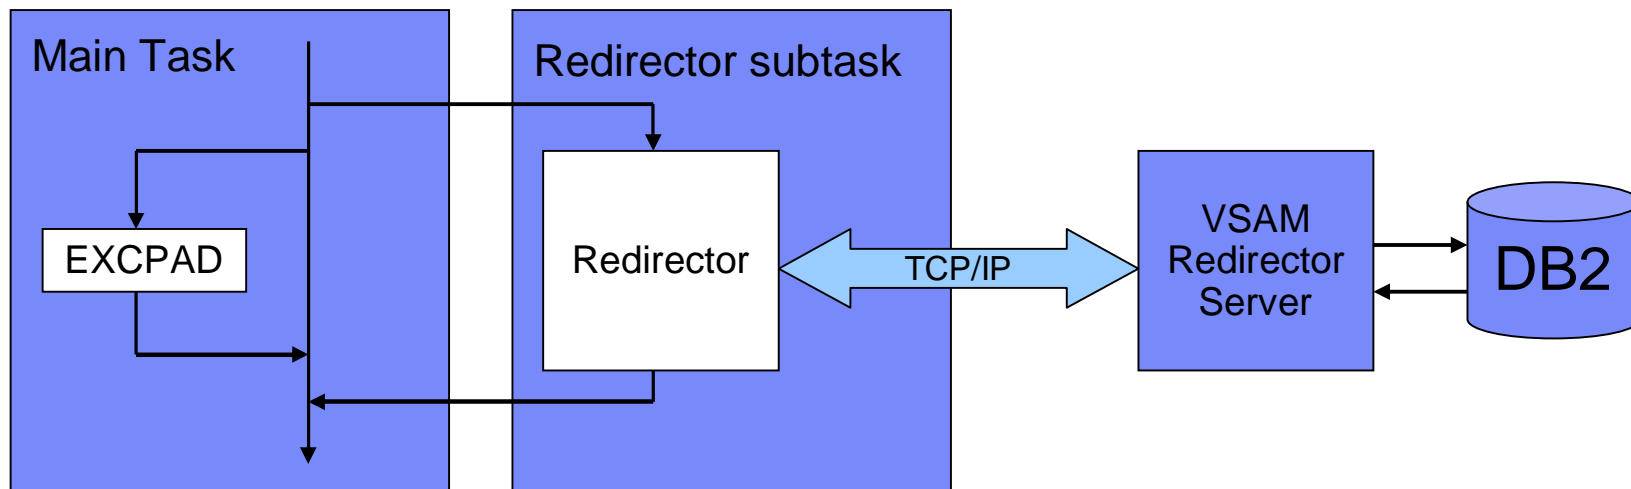 Main Task
Redirector subtask
EXCPAD
Redirector
TCP/IP
VSAM
Redirector
Server
DB2